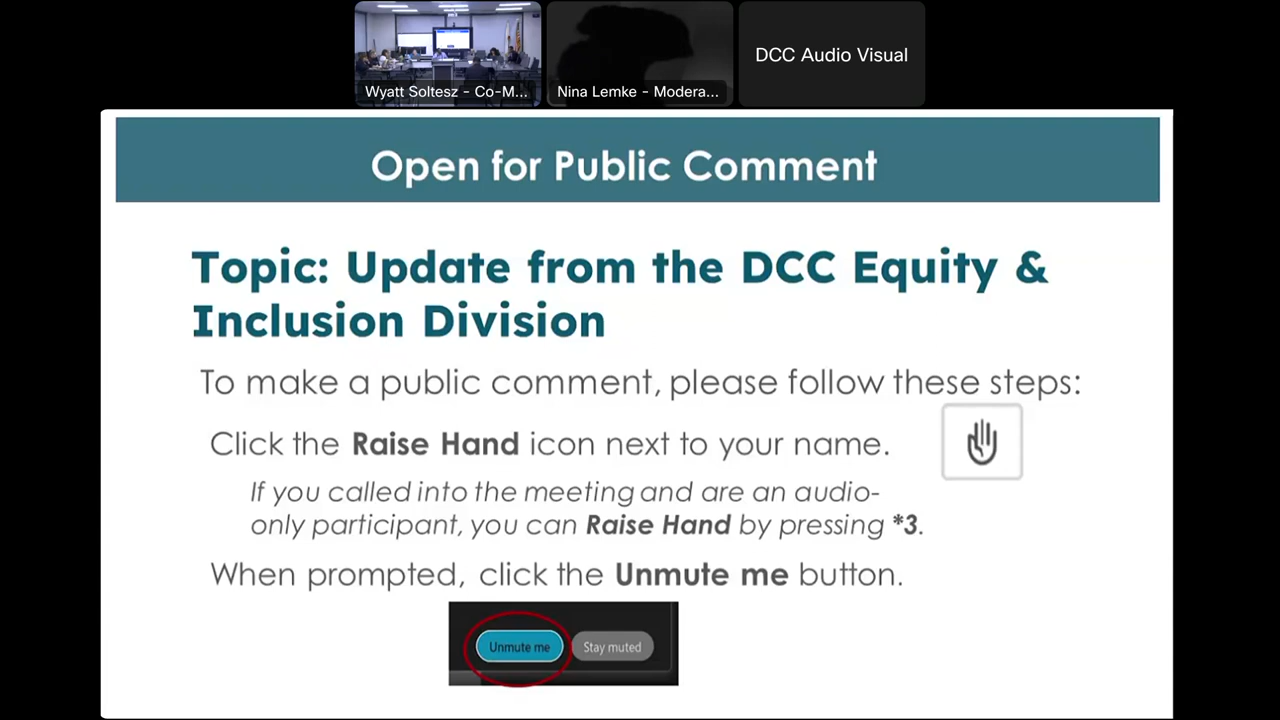 Wyatt Soltesz - Co-M...
Nina Lemke - Modera...
DCC Audio Visual
Open for Public Comment
Topic: Update from the DCC Equity &
Inclusion Division
To make a public comment, please follow these steps:
Click the Raise Hand icon next to your name.
If you called into the meeting and are an audio-
only participant, you can Raise Hand by pressing *3.
When prompted, click the Unmute me button.
Unmute me
Stay muted